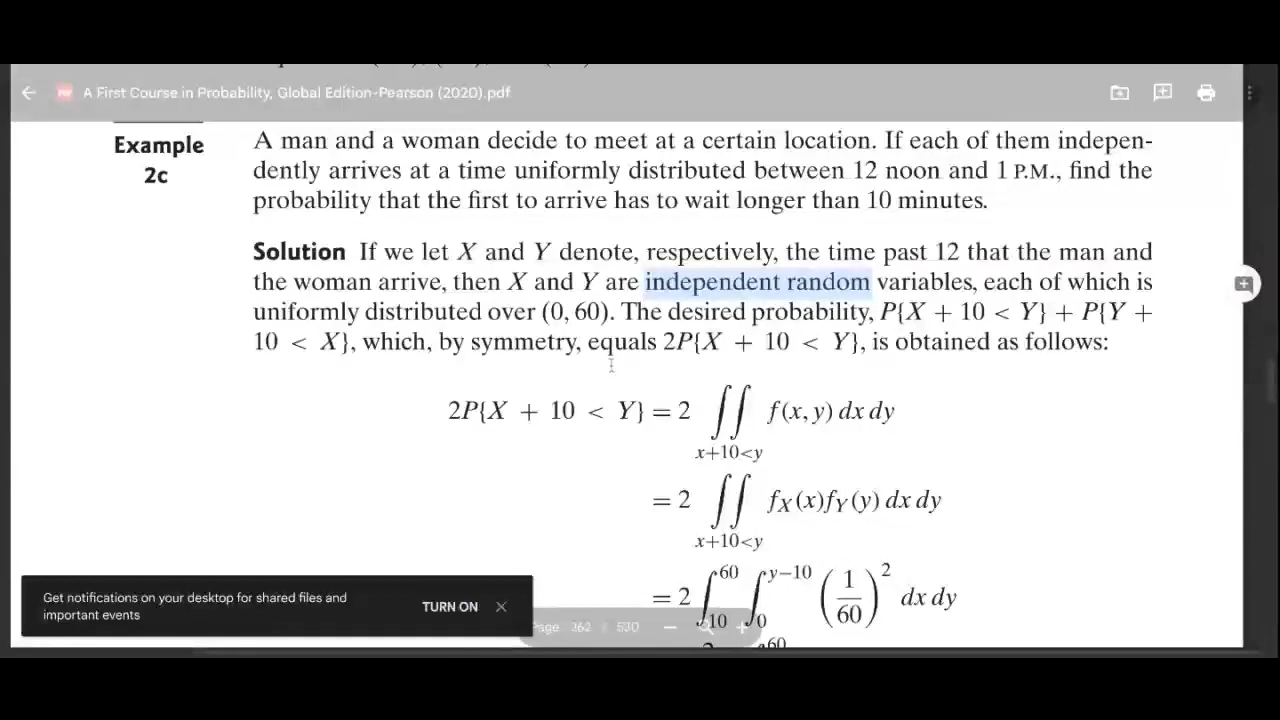 A First Course in Probability, Global Edition-Pearson (2020).pdf
Example
2c
A man and a woman decide to meet at a certain location. If each of them indepen-
dently arrives at a time uniformly distributed between 12 noon and 1 P.M., find the
probability that the first to arrive has to wait longer than 10 minutes.
Solution If we let X and Y denote, respectively, the time past 12 that the man and
the woman arrive, then X and Y are independent random variables, each of which is
uniformly distributed over (0, 60). The desired probability, P{X + 10 < Y} + P{Y +
10 < X}, which, by symmetry, equals 2P{X + 10 < Y}, is obtained as follows:
2P{X + 10 < Y} = 2 ∬ f(x, y) dx dy
x+10<y
= 2 ∬ fX(x)fY(y) dx dy
x+10<y
= 2 ∫10^60 ∫0^y−10 (1/60)^2 dx dy
Get notifications on your desktop for shared files and
important events
TURN ON
Page 262 / 530
60